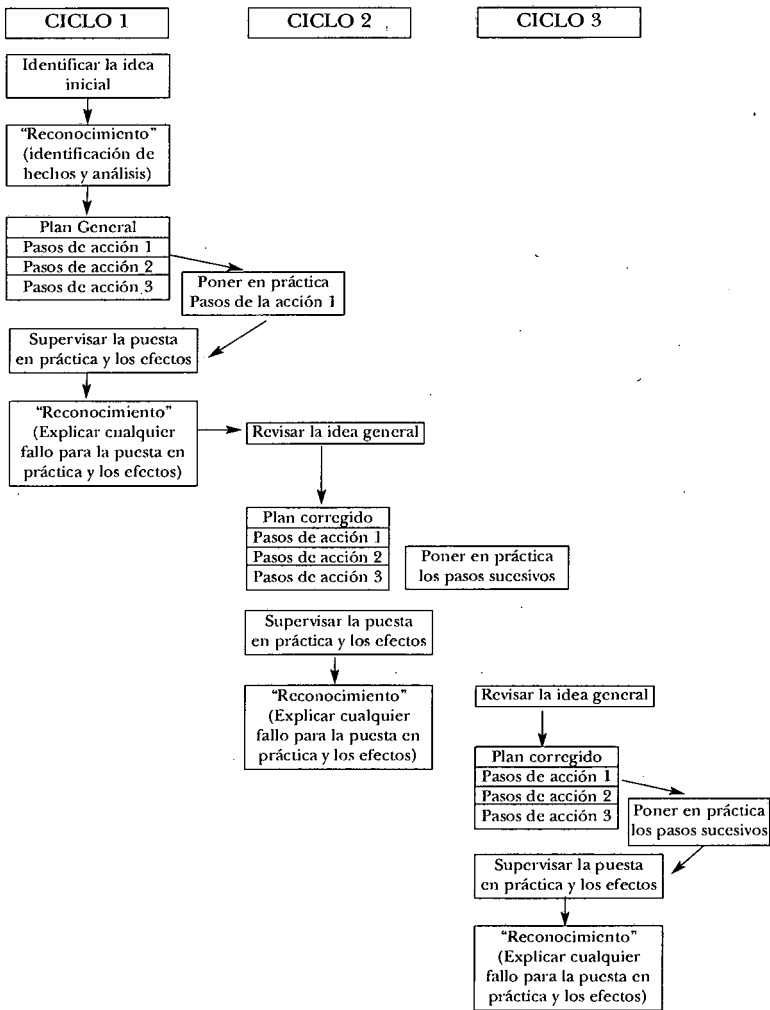 CICLO 1
CICLO 2
CICLO 3
Identificar la idea
inicial
“Reconocimiento”
(identificación de
hechos y análisis)
Plan General
Pasos de acción 1
Pasos de acción 2
Pasos de acción 3
Poner en práctica
Pasos de la acción 1
Supervisar la puesta
en práctica y los efectos
“Reconocimiento”
(Explicar cualquier
fallo para la puesta en
práctica y los efectos)
Revisar la idea general
Plan corregido
Pasos de acción 1
Pasos de acción 2
Pasos de acción 3
Poner en práctica
los pasos sucesivos
Supervisar la puesta
en práctica y los efectos
“Reconocimiento”
(Explicar cualquier
fallo para la puesta en
práctica y los efectos)
Revisar la idea general
Plan corregido
Pasos de acción 1
Pasos de acción 2
Pasos de acción 3
Poner en práctica
los pasos sucesivos
Supervisar la puesta
en práctica y los efectos
“Reconocimiento”
(Explicar cualquier
fallo para la puesta en
práctica y los efectos)